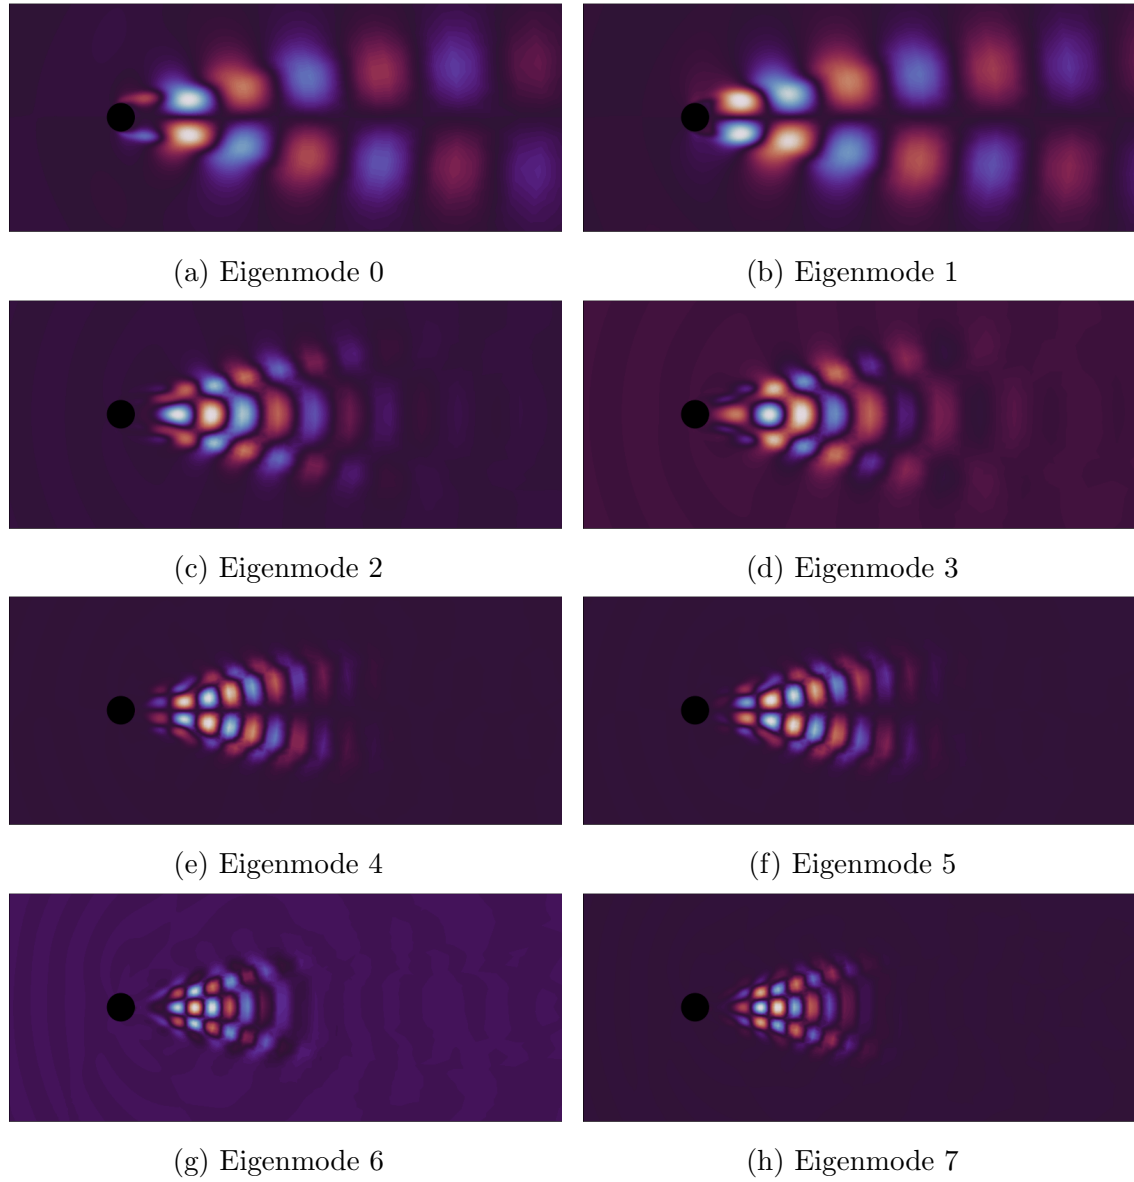 (a) Eigenmode 0
(b) Eigenmode 1
(c) Eigenmode 2
(d) Eigenmode 3
(e) Eigenmode 4
(f) Eigenmode 5
(g) Eigenmode 6
(h) Eigenmode 7